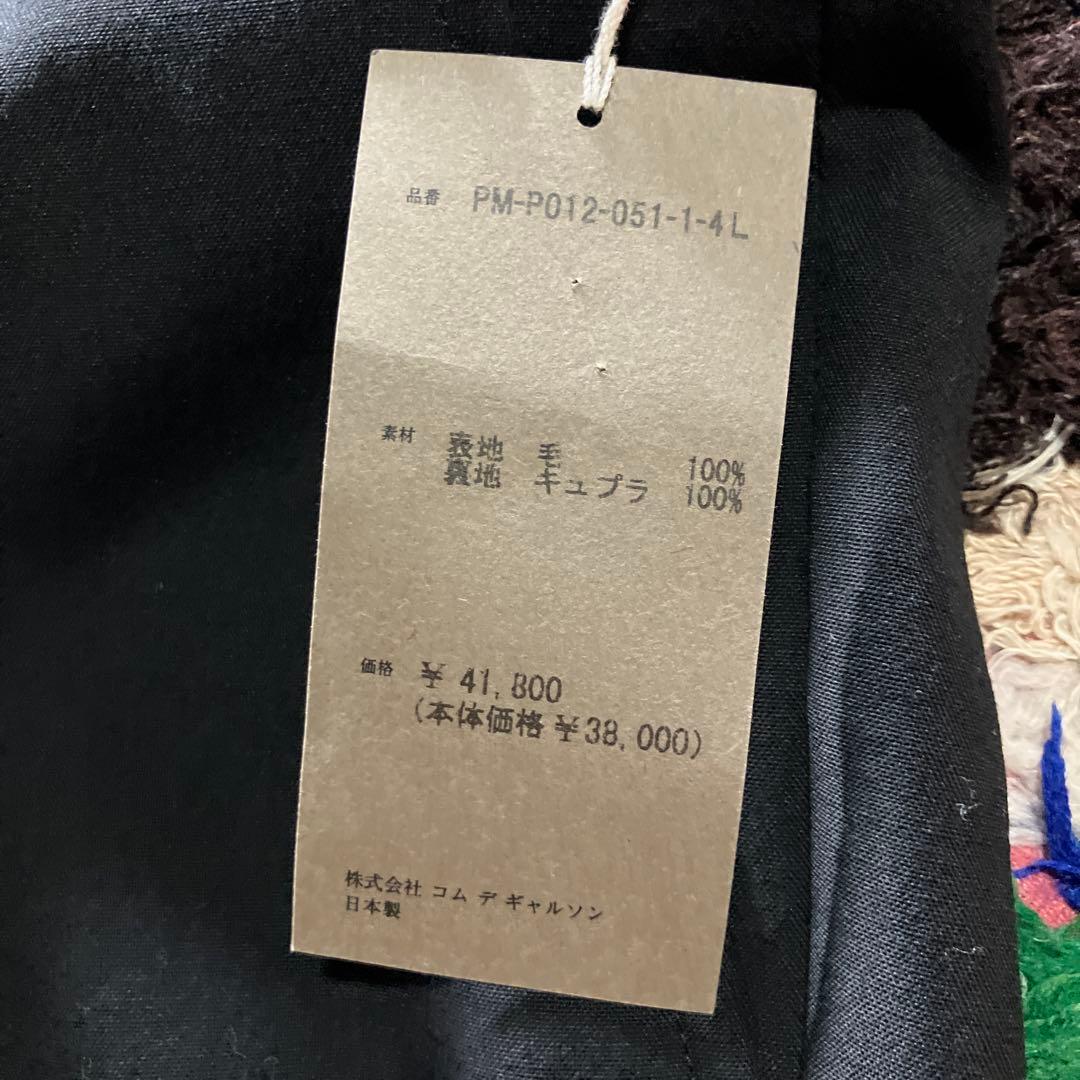 品番 PM-P012-051-1-4L
素材 表地 毛 100%
裏地 キュプラ 100%
価格 ¥ 41,800
(本体価格 ¥38,000)
株式会社 コム デ ギャルソン
日本製